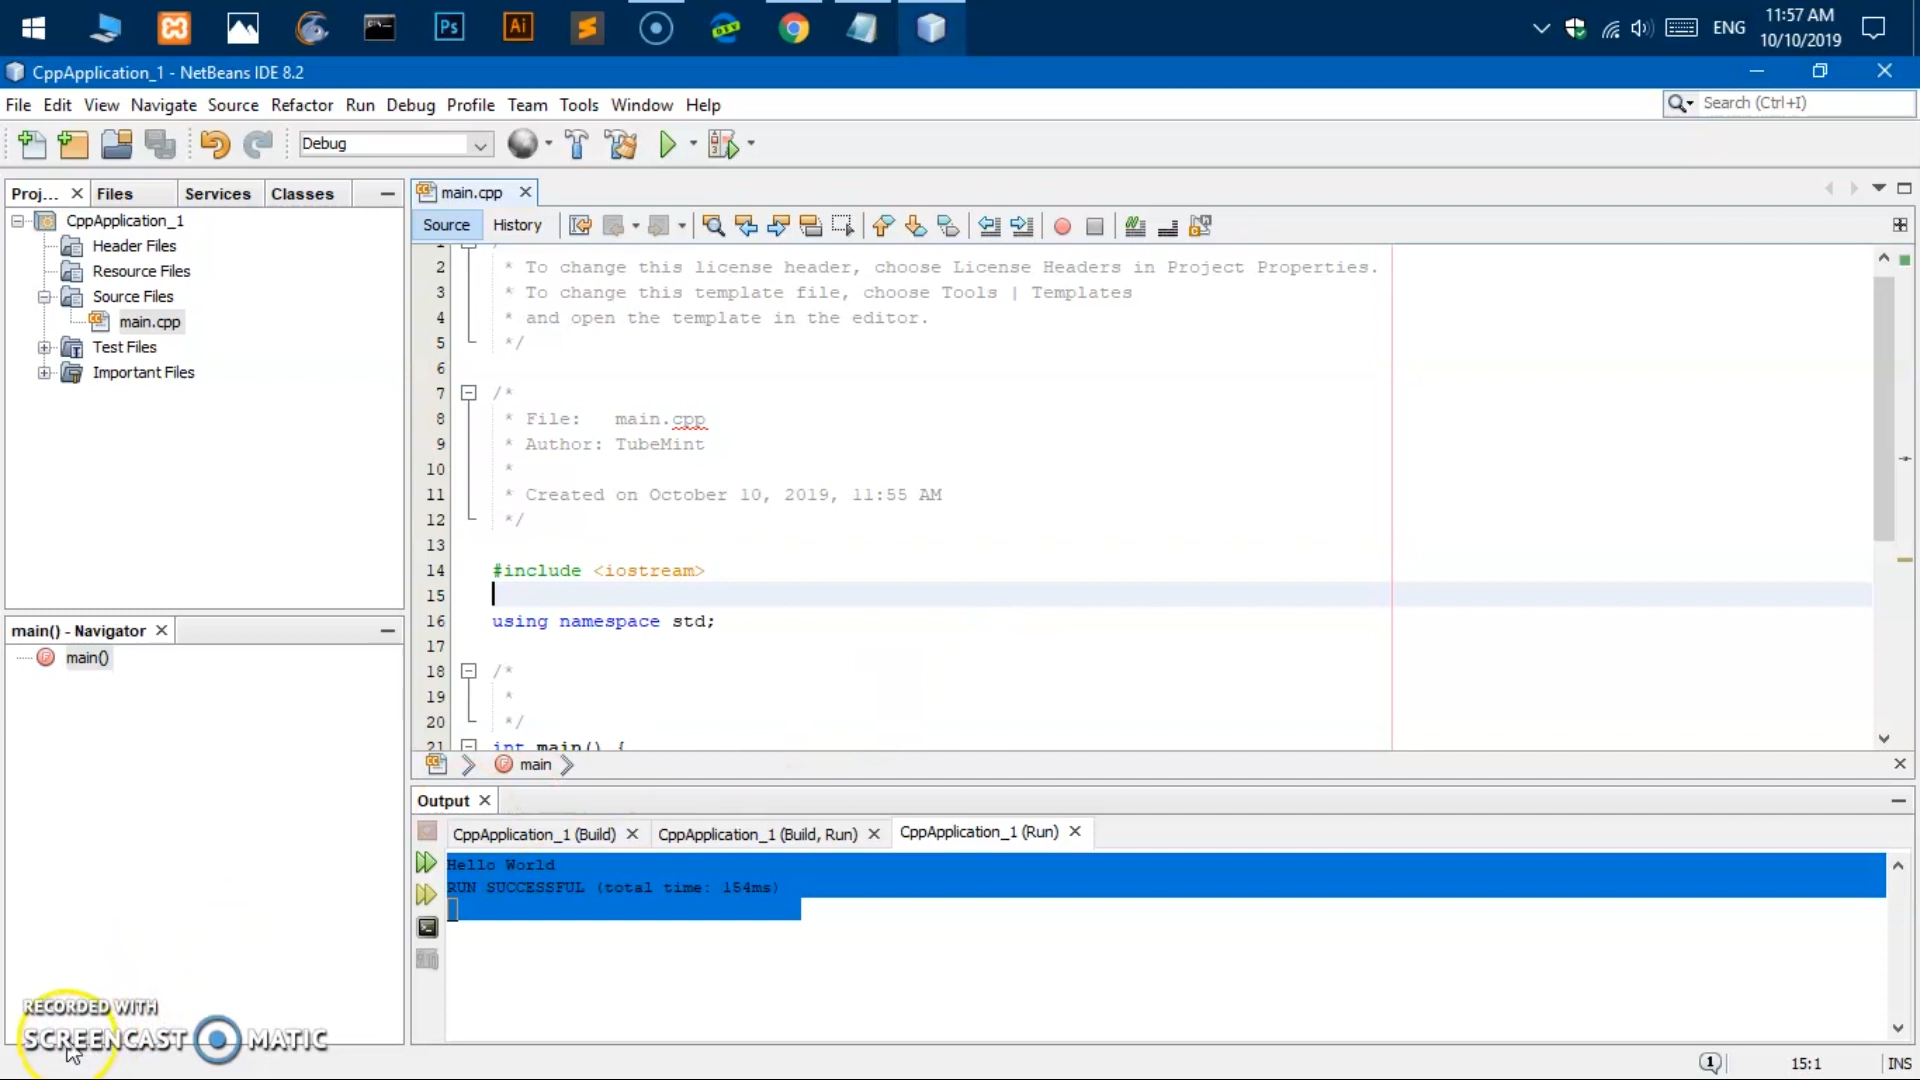 Ps
Ai
ENG
11:57 AM
10/10/2019
CppApplication_1 - NetBeans IDE 8.2
File Edit View Navigate Source Refactor Run Debug Profile Team Tools Window Help
Search (Ctrl+I)
Debug
Proj... Files Services Classes
main.cpp
CppApplication_1
Header Files
Resource Files
Source Files
main.cpp
Test Files
Important Files
Source History
2 * To change this license header, choose License Headers in Project Properties.
3 * To change this template file, choose Tools | Templates
4 * and open the template in the editor.
5 */
6
7 /*
8 * File:   main.cpp
9 * Author: TubeMint
10 *
11 * Created on October 10, 2019, 11:55 AM
12 */
13
14 #include <iostream>
15
16 using namespace std;
17
18 /*
19 *
20 */
21 int main() {
main() - Navigator
main()
main
Output
CppApplication_1 (Build) CppApplication_1 (Build, Run) CppApplication_1 (Run)
Hello World
RUN SUCCESSFUL (total time: 154ms)
RECORDED WITH
SCREENCAST MATIC
1
15:1
INS